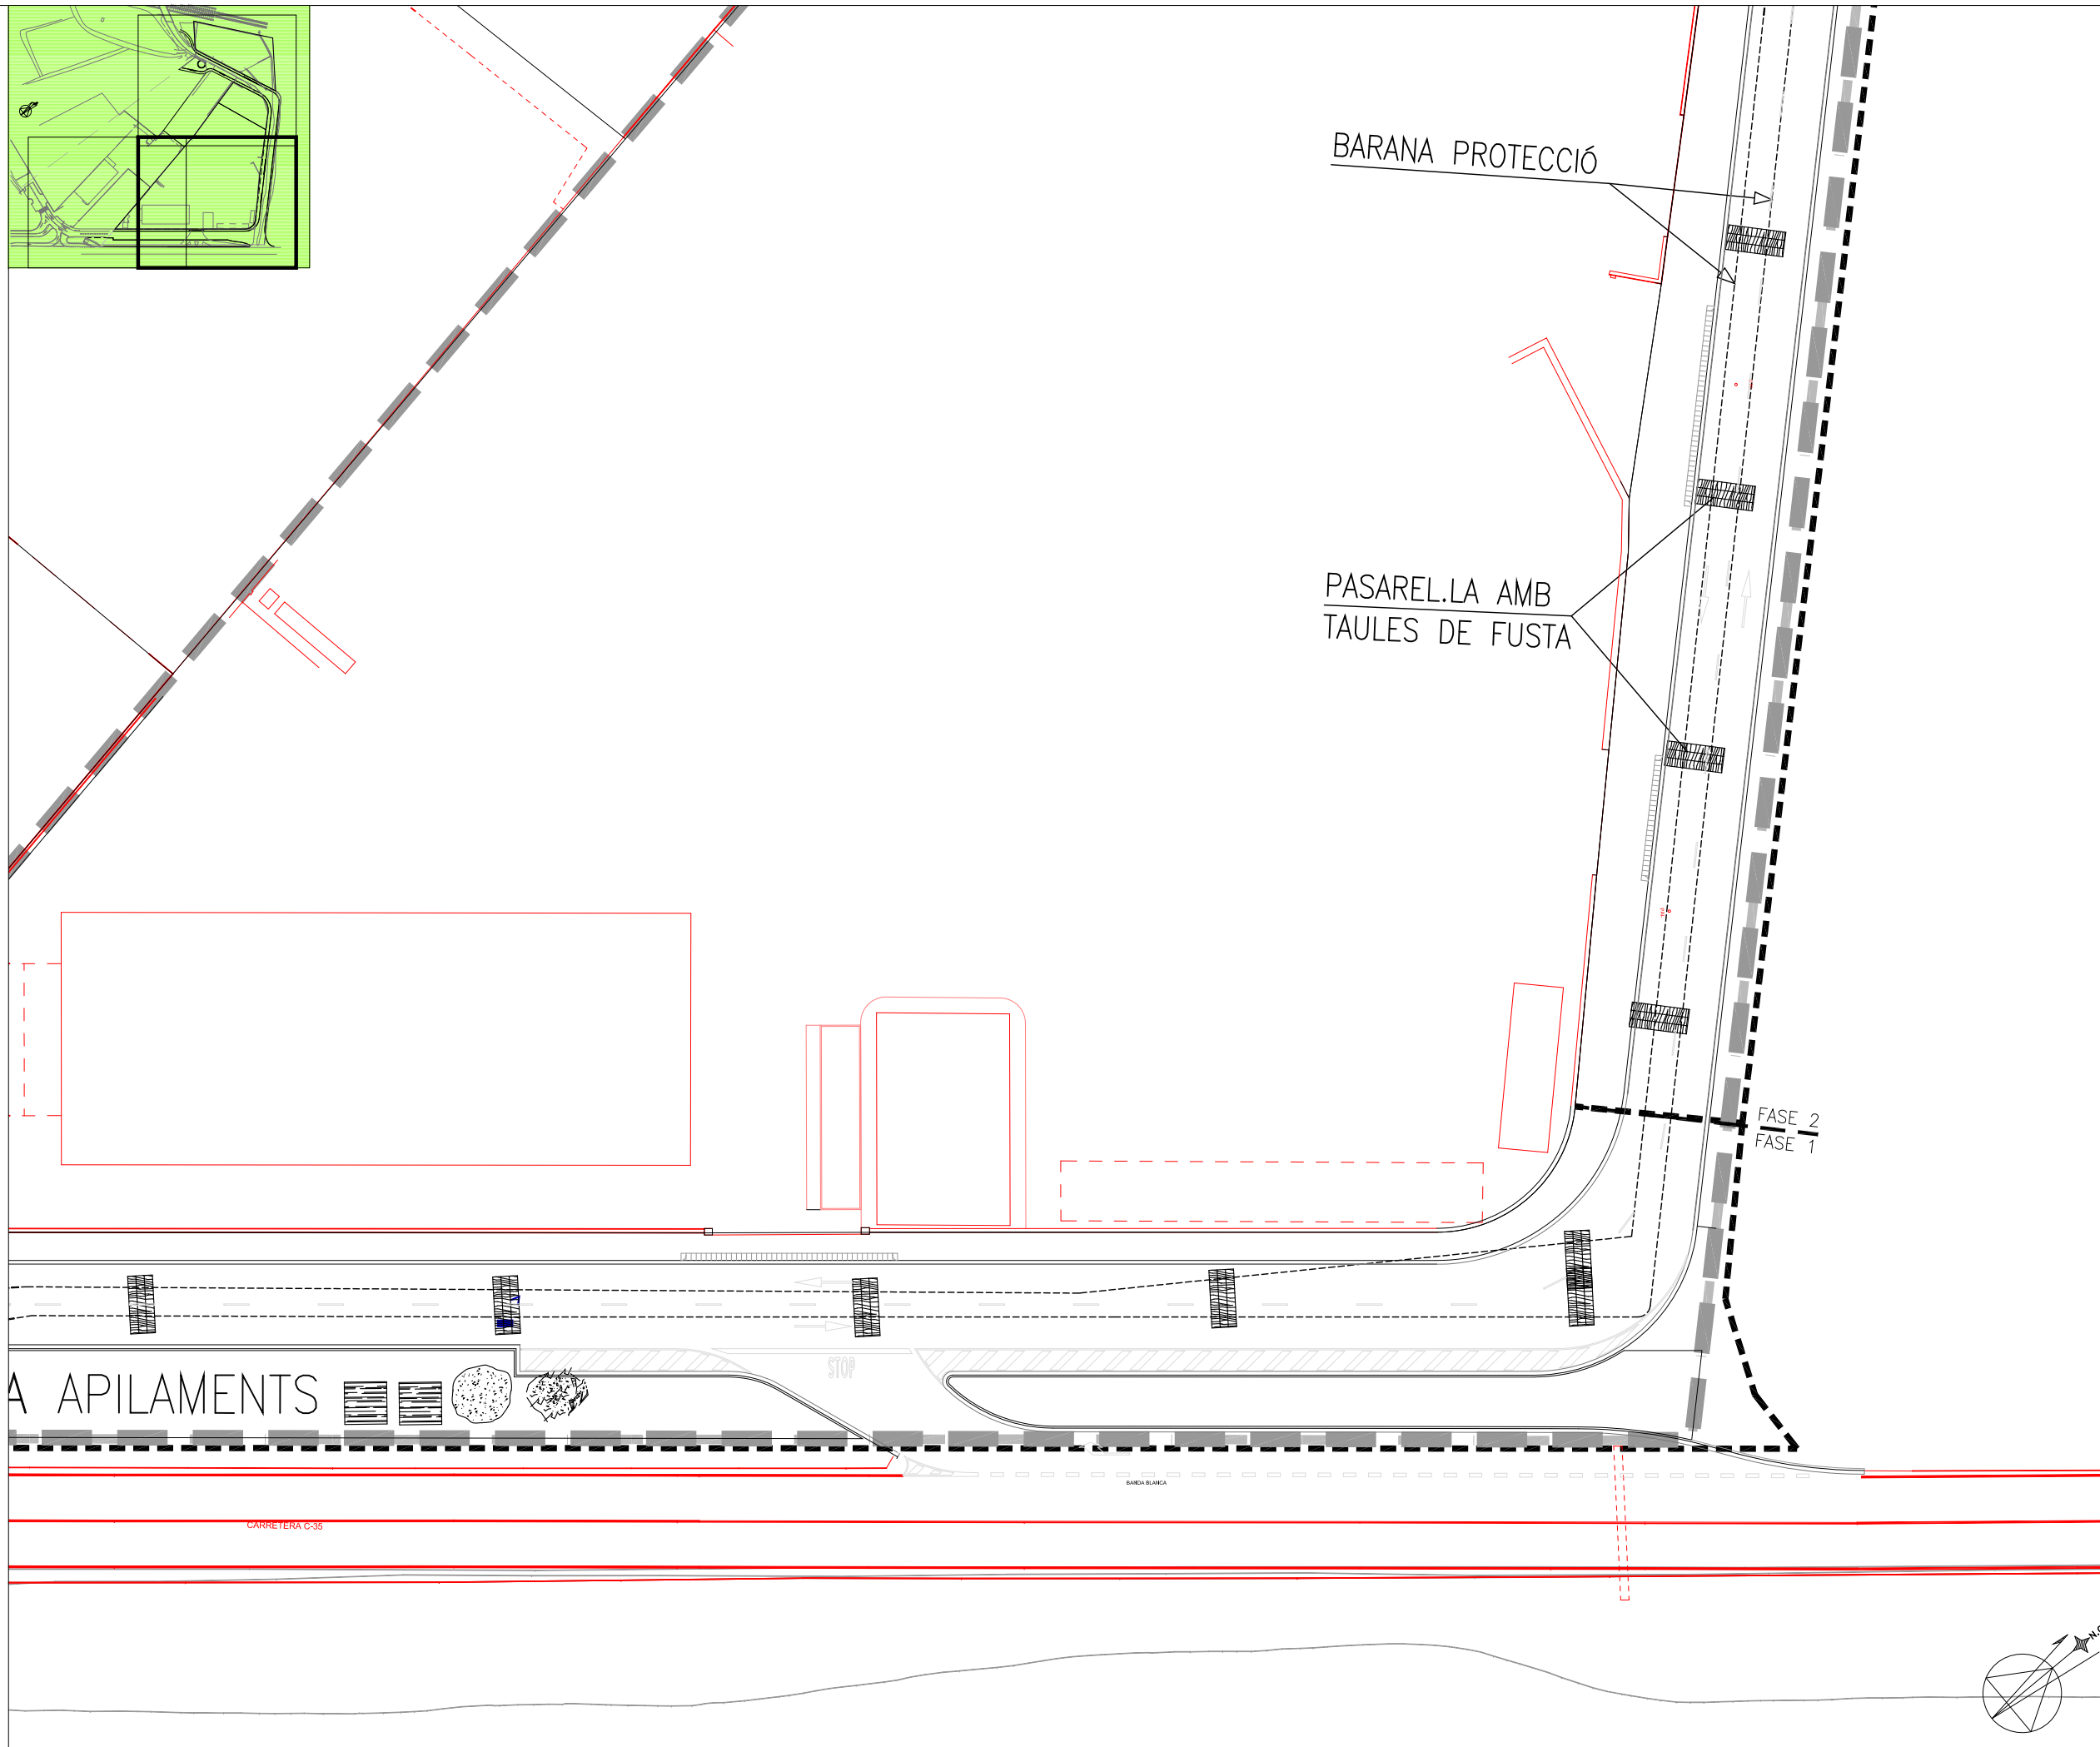 BARANA PROTECCIÓ
PASAREL.LA AMB
TAULES DE FUSTA
FASE 2
FASE 1
STOP
A APILAMENTS
BANDA BLANCA
CARRETERA C-35